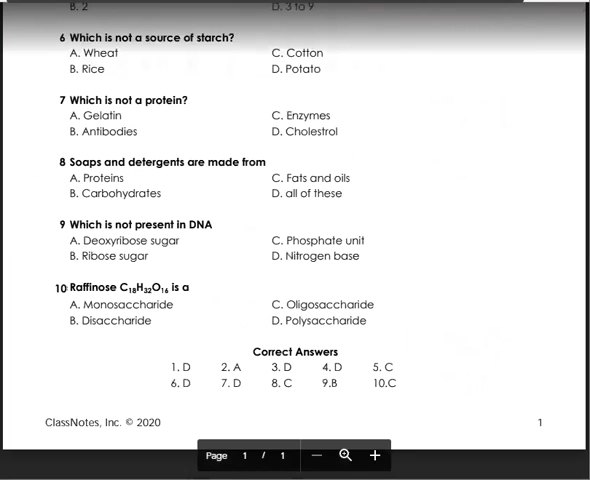 B. 2 D. 3 to 9
6 Which is not a source of starch?
A. Wheat C. Cotton
B. Rice D. Potato
7 Which is not a protein?
A. Gelatin C. Enzymes
B. Antibodies D. Cholestrol
8 Soaps and detergents are made from
A. Proteins C. Fats and oils
B. Carbohydrates D. all of these
9 Which is not present in DNA
A. Deoxyribose sugar C. Phosphate unit
B. Ribose sugar D. Nitrogen base
10 Raffinose C₁₈H₃₂O₁₆ is a
A. Monosaccharide C. Oligosaccharide
B. Disaccharide D. Polysaccharide
Correct Answers
1. D 2. A 3. D 4. D 5. C
6. D 7. D 8. C 9.B 10.C
ClassNotes, Inc. © 2020 1
Page 1 / 1